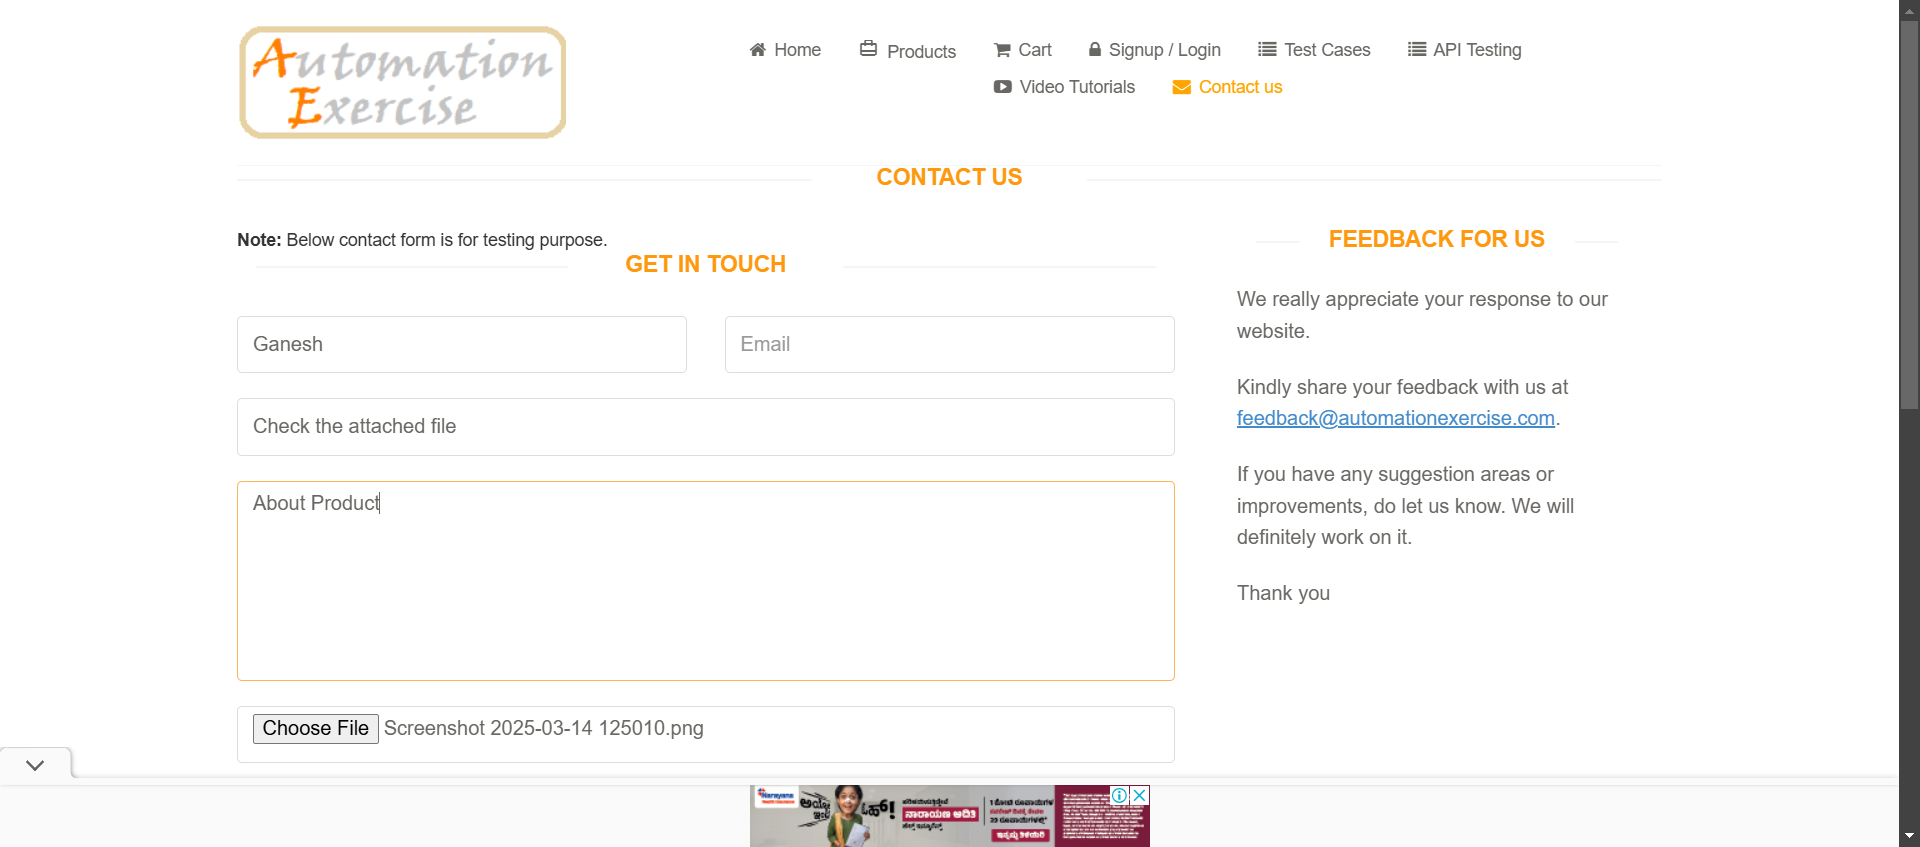 Automation
Exercise
Home
Products
Cart
Signup / Login
Test Cases
API Testing
Video Tutorials
Contact us
CONTACT US
Note: Below contact form is for testing purpose.
GET IN TOUCH
Ganesh
Email
Check the attached file
About Product
Choose File Screenshot 2025-03-14 125010.png
FEEDBACK FOR US
We really appreciate your response to our
website.
Kindly share your feedback with us at
feedback@automationexercise.com.
If you have any suggestion areas or
improvements, do let us know. We will
definitely work on it.
Thank you
Narayana
ನಾರಾಯಣ ಅದಿತಿ